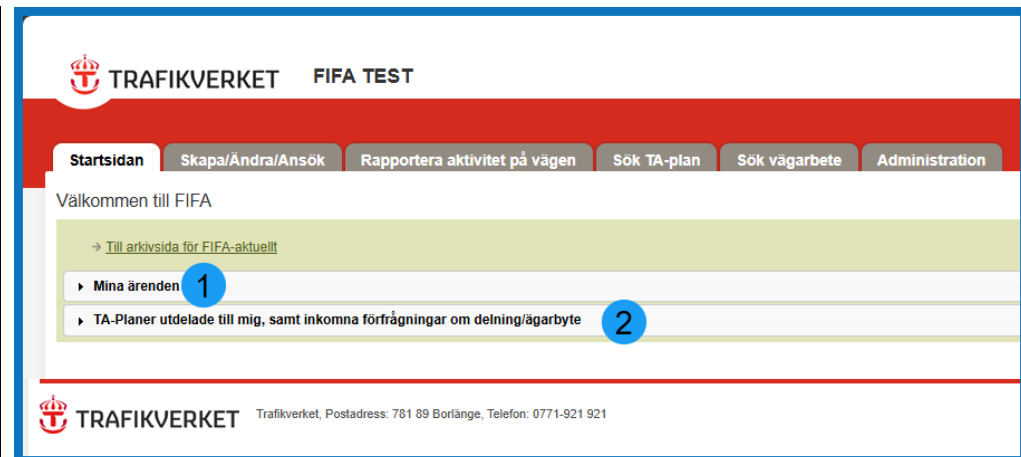 TRAFIKVERKET FIFA TEST
Startsidan Skapa/Ändra/Ansök Rapportera aktivitet på vägen Sök TA-plan Sök vägarbete Administration
Välkommen till FIFA
→ Till arkivsida för FIFA-aktuellt
Mina ärenden 1
TA-Planer utdelade till mig, samt inkomna förfrågningar om delning/ägarbyte 2
TRAFIKVERKET Trafikverket, Postadress: 781 89 Borlänge, Telefon: 0771-921 921